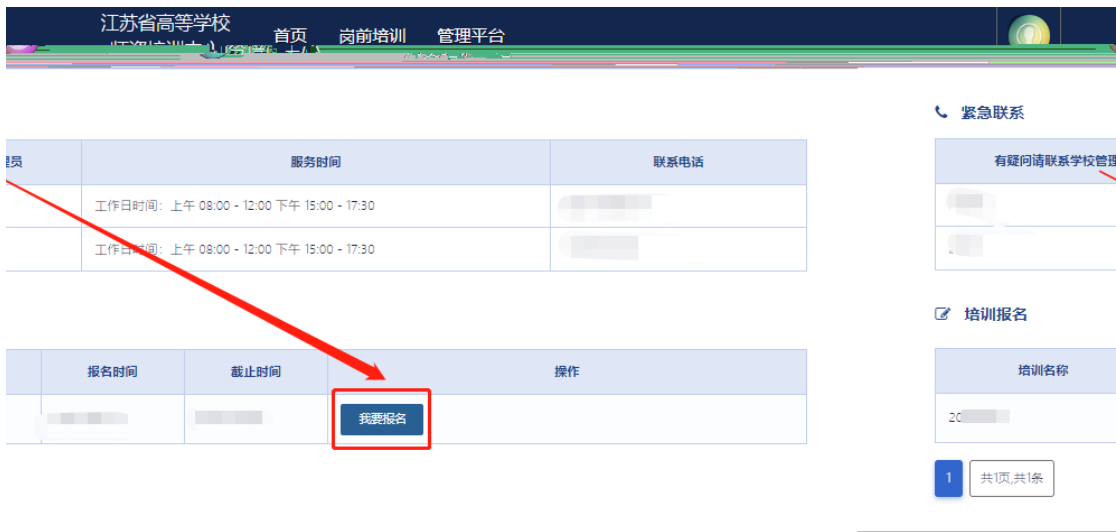 江苏省高等学校
首页 岗前培训 管理平台
紧急联系
理员 服务时间 联系电话 有疑问请联系学校管理
工作日时间：上午 08:00 - 12:00 下午 15:00 - 17:30
工作日时间：上午 08:00 - 12:00 下午 15:00 - 17:30
培训报名
报名时间 截止时间 操作 培训名称
我要报名 20
1 共1页,共1条